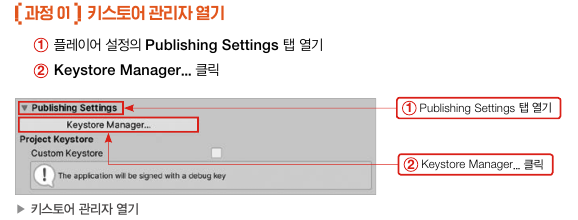 [과정 01] 키스토어 관리자 열기
① 플레이어 설정의 Publishing Settings 탭 열기
② Keystore Manager... 클릭
▼ Publishing Settings
① Publishing Settings 탭 열기
Keystore Manager...
Project Keystore
Custom Keystore
② Keystore Manager... 클릭
The application will be signed with a debug key
▶ 키스토어 관리자 열기